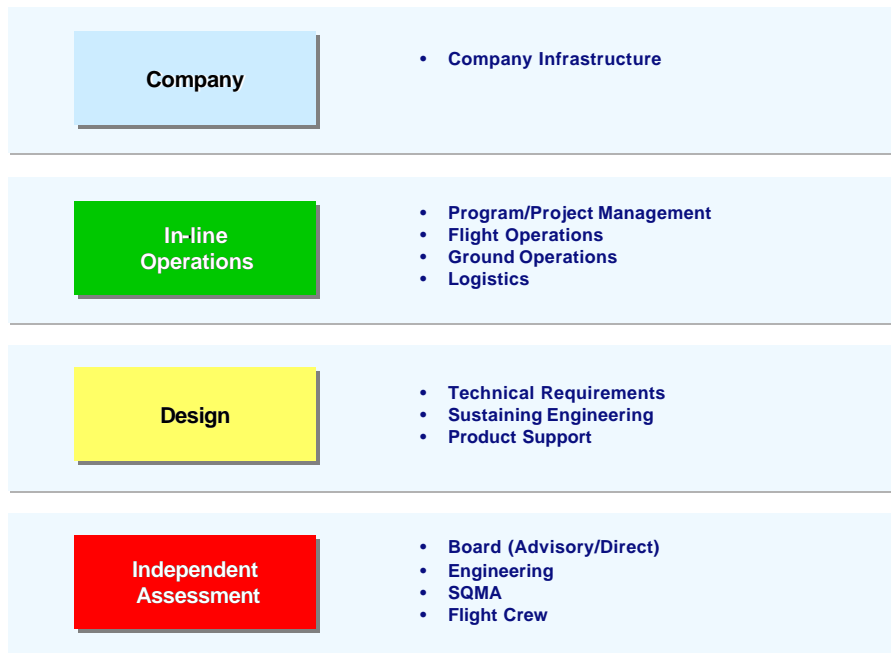 Company
• Company Infrastructure
In-line
Operations
• Program/Project Management
• Flight Operations
• Ground Operations
• Logistics
Design
• Technical Requirements
• Sustaining Engineering
• Product Support
Independent
Assessment
• Board (Advisory/Direct)
• Engineering
• SQMA
• Flight Crew